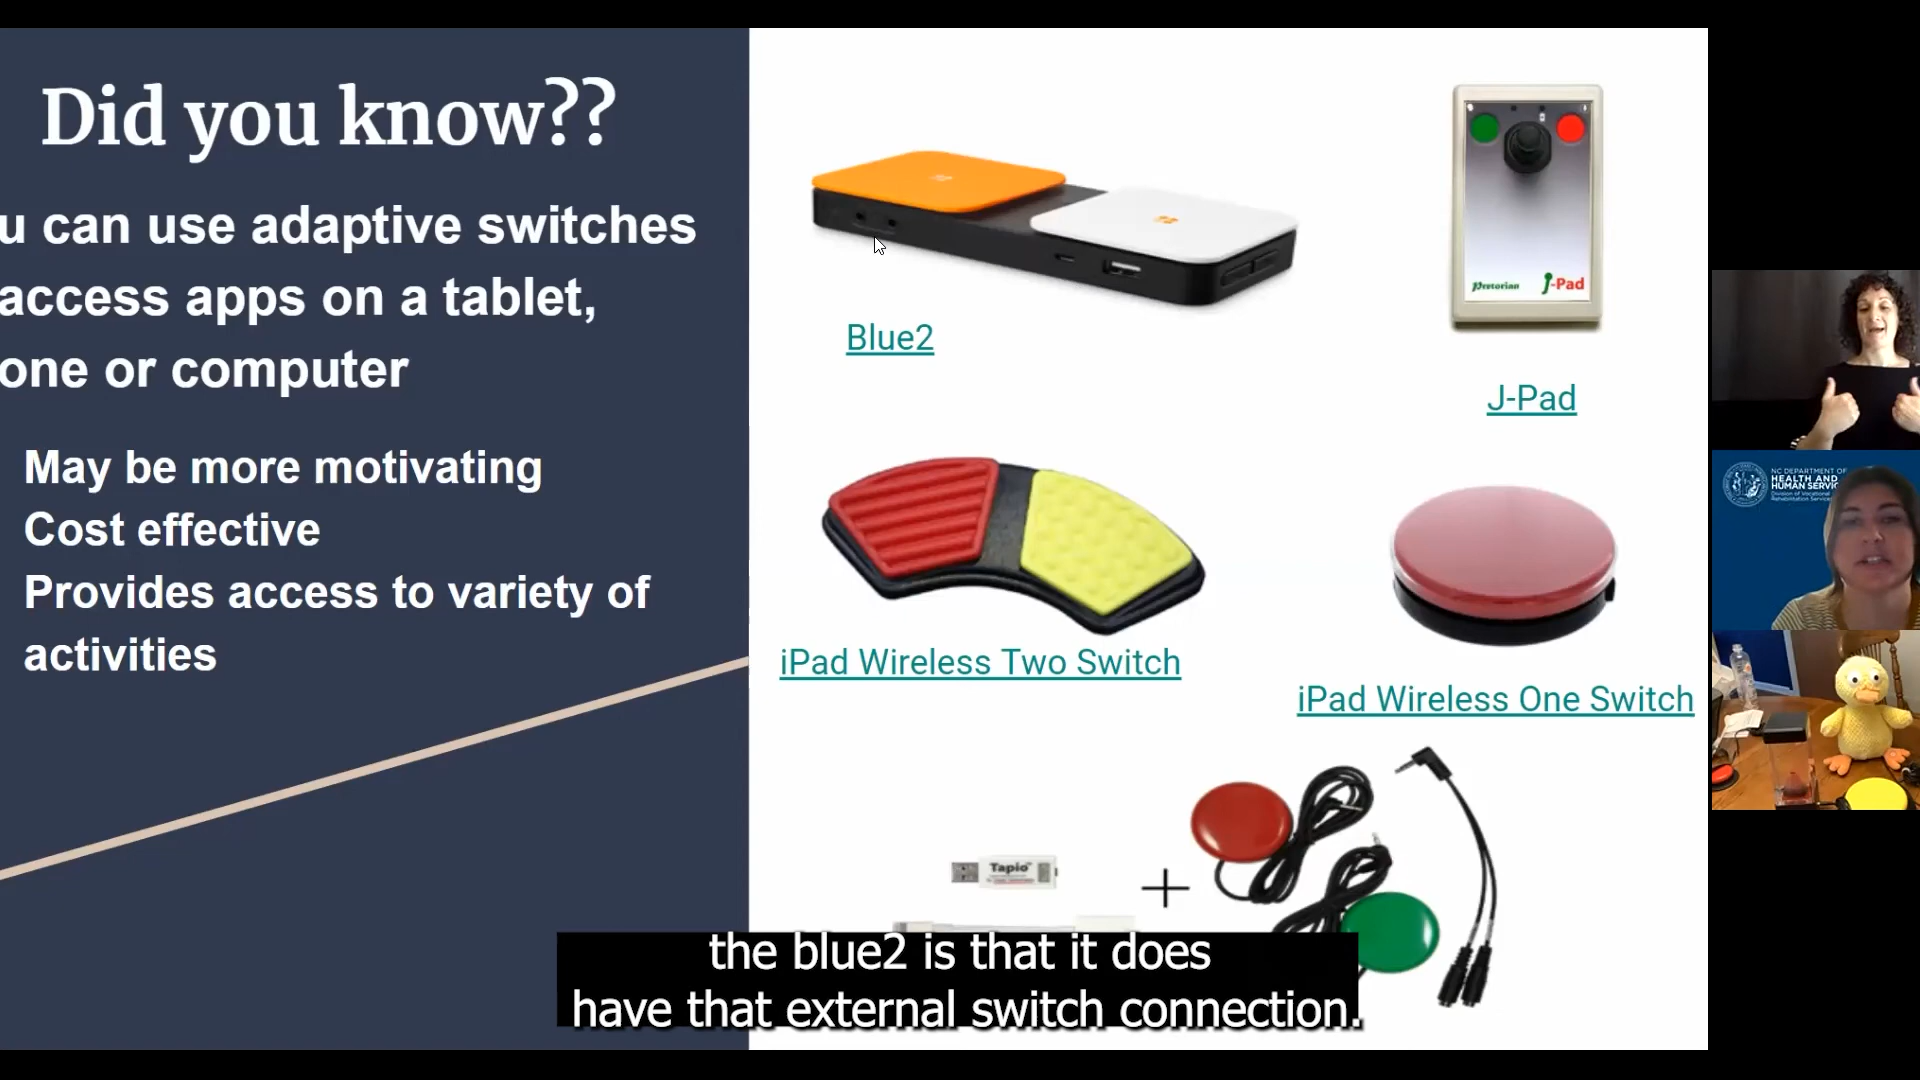 Did you know??
u can use adaptive switches
access apps on a tablet,
one or computer
May be more motivating
Cost effective
Provides access to variety of
activities
Blue2
Pretorian J-Pad
J-Pad
iPad Wireless Two Switch
iPad Wireless One Switch
Tapio
+
the blue2 is that it does
have that external switch connection.
NC DEPARTMENT OF
HEALTH AND
HUMAN SERVIC
Division of Vocational
Rehabilitation Services